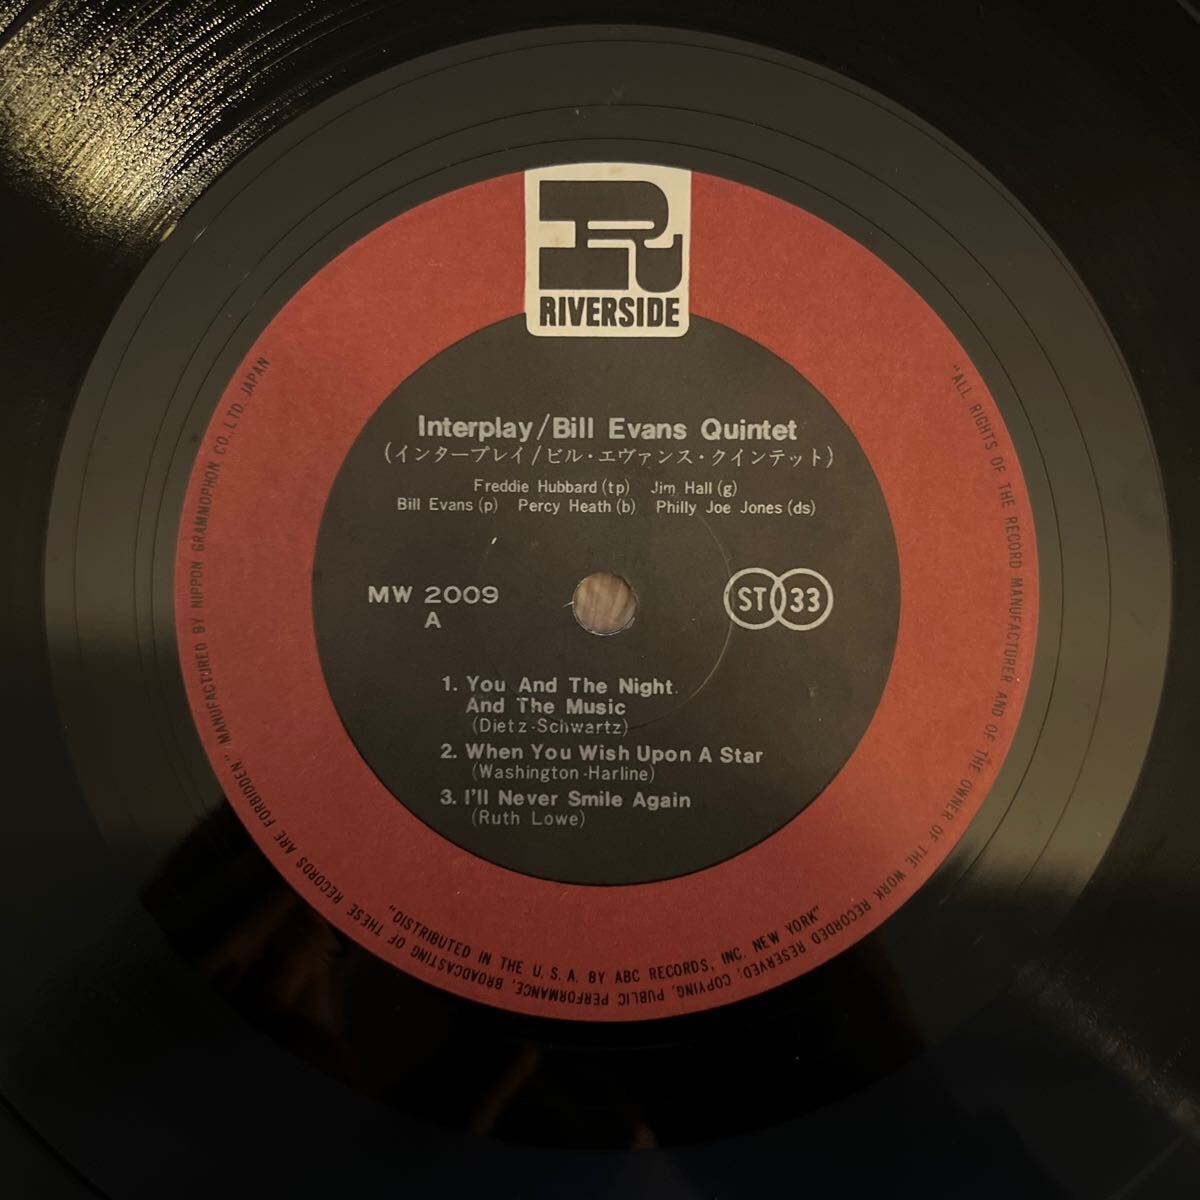 RIVERSIDE
Interplay/Bill Evans Quintet
(インタープレイ/ビル・エヴァンス・クインテット)
Freddie Hubbard (tp) Jim Hall (g)
Bill Evans (p) Percy Heath (b) Philly Joe Jones (ds)
MW 2009
A
ST 33
1. You And The Night
And The Music
(Dietz-Schwartz)
2. When You Wish Upon A Star
(Washington-Harline)
3. I'll Never Smile Again
(Ruth Lowe)
"ALL RIGHTS OF THE RECORD MANUFACTURER AND OF THE OWNER OF THE WORK RECORDED RESERVED, COPYING, PUBLIC PERFORMANCE, BROADCASTING OF THESE RECORDS ARE FORBIDDEN" MANUFACTURED BY NIPPON GRAMMOPHON CO., LTD. JAPAN
"DISTRIBUTED IN THE U. S. A. BY ABC RECORDS, INC. NEW YORK"